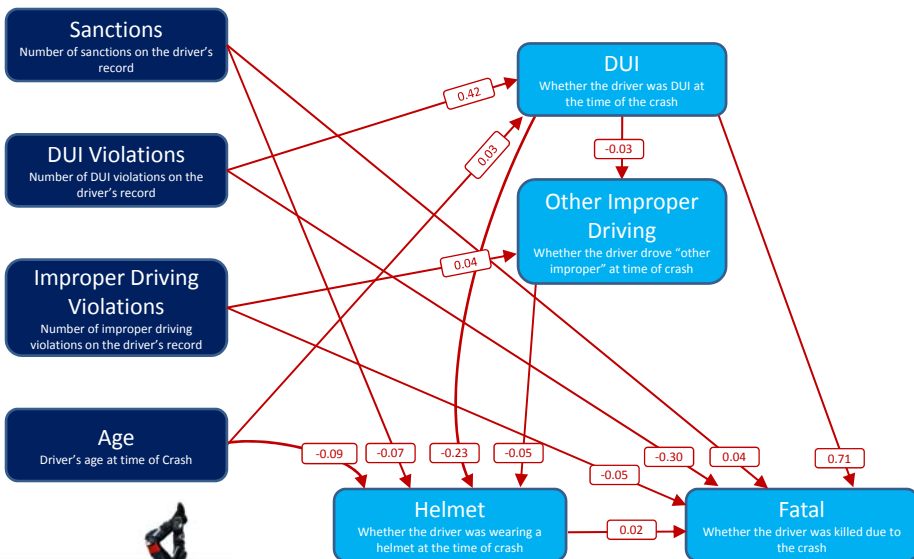 Sanctions
Number of sanctions on the driver's
record
DUI Violations
Number of DUI violations on the
driver's record
Improper Driving
Violations
Number of improper driving
violations on the driver's record
Age
Driver's age at time of Crash
DUI
Whether the driver was DUI at
the time of the crash
Other Improper
Driving
Whether the driver drove “other
improper” at time of crash
0.42
0.03
-0.03
0.04
-0.09
-0.07
-0.23
-0.05
-0.05
-0.30
0.04
0.71
Helmet
Whether the driver was wearing a
helmet at the time of crash
0.02
Fatal
Whether the driver was killed due to
the crash